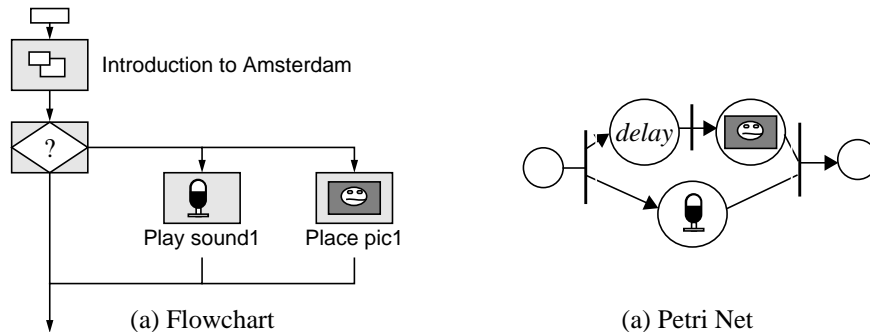 Introduction to Amsterdam
?
delay
Play sound1
Place pic1
(a) Flowchart
(a) Petri Net